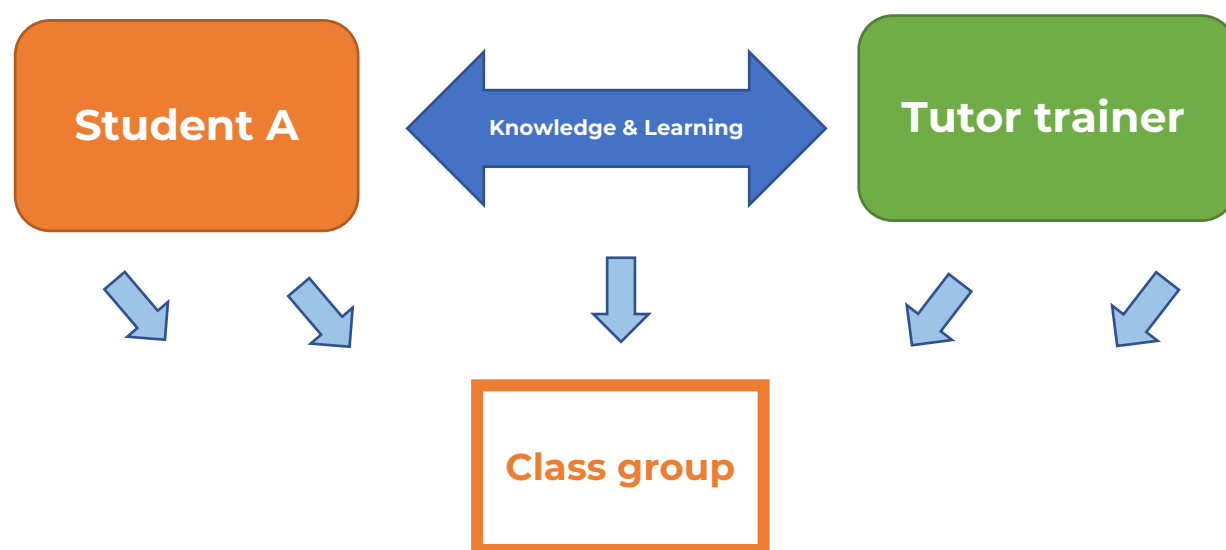 Student A
Knowledge & Learning
Tutor trainer
Class group